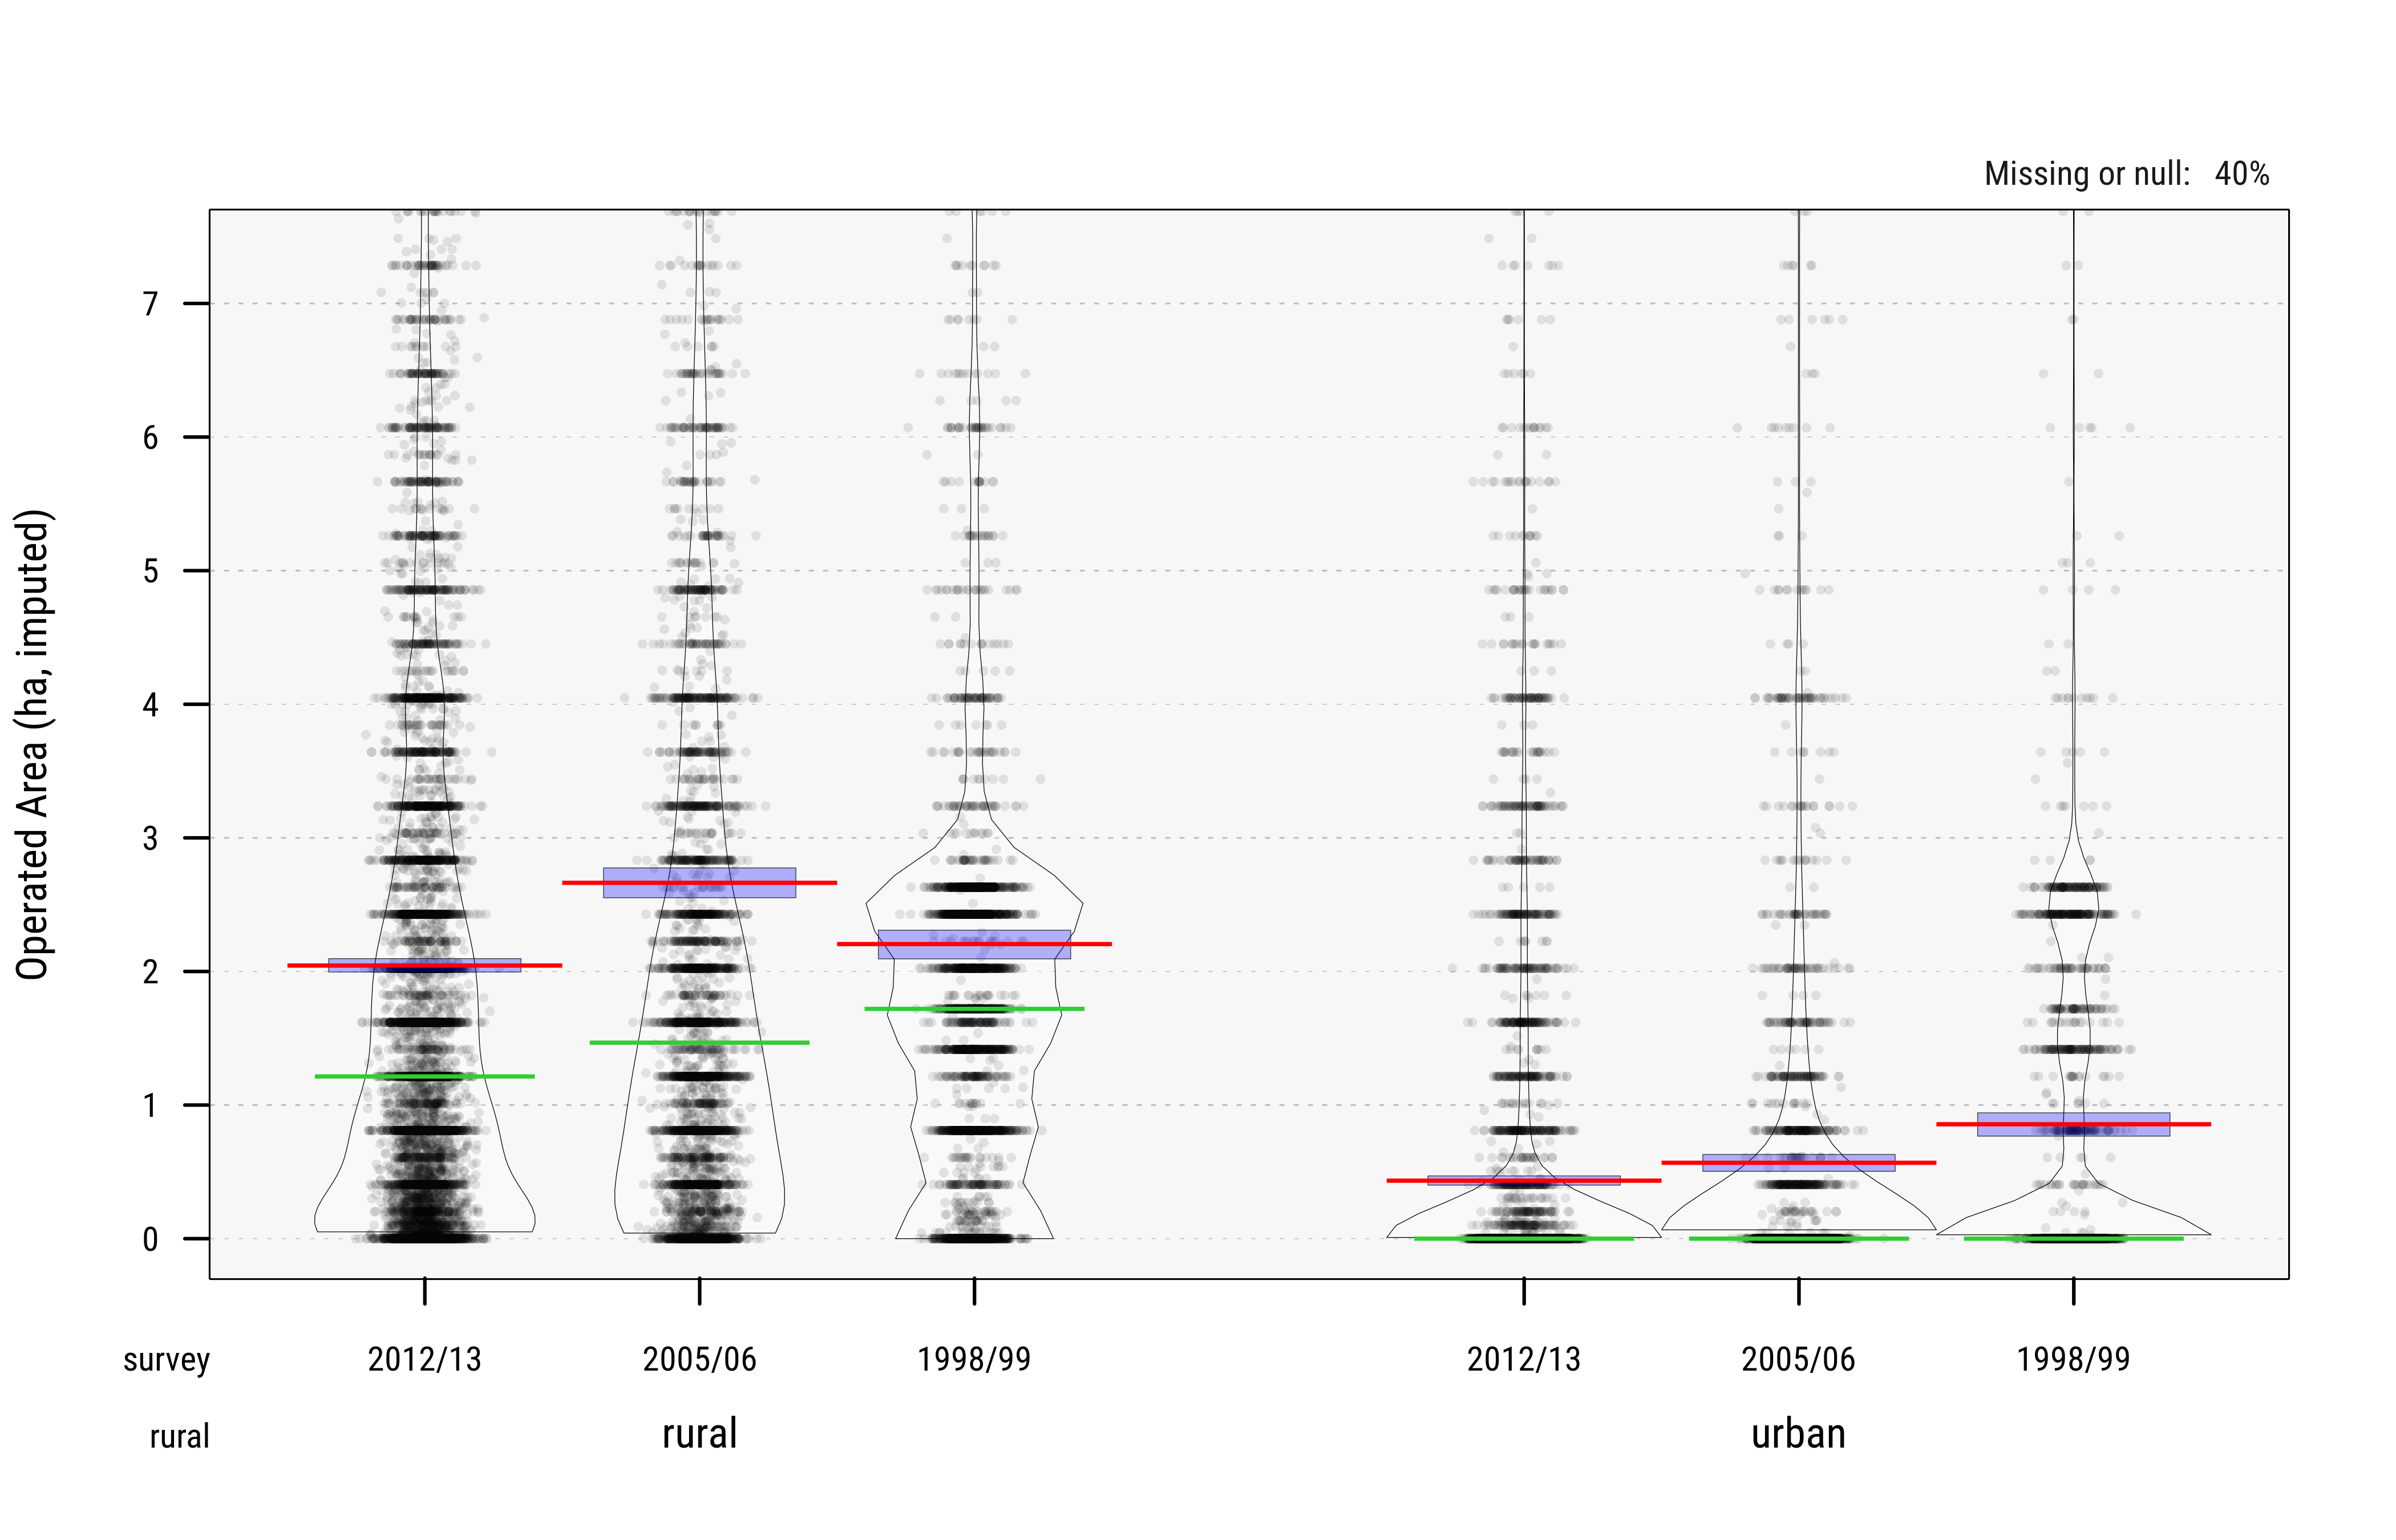 Missing or null: 40%
Operated Area (ha, imputed)
7
6
5
4
3
2
1
0
survey 2012/13 2005/06 1998/99 2012/13 2005/06 1998/99
rural rural urban